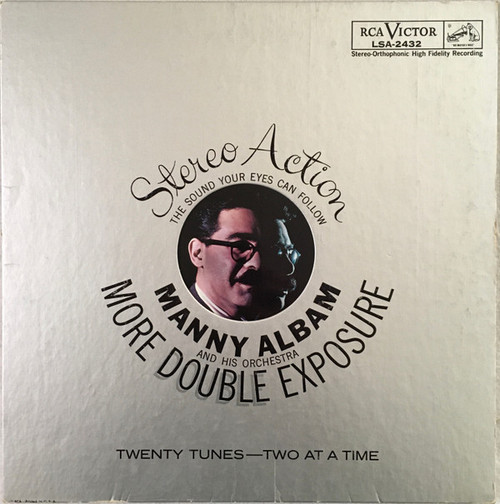 RCA VICTOR
LSA-2432
Stereo-Orthophonic High Fidelity Recording
Stereo Action
THE SOUND YOUR EYES CAN FOLLOW
MANNY ALBAM
AND HIS ORCHESTRA
MORE DOUBLE EXPOSURE
TWENTY TUNES—TWO AT A TIME